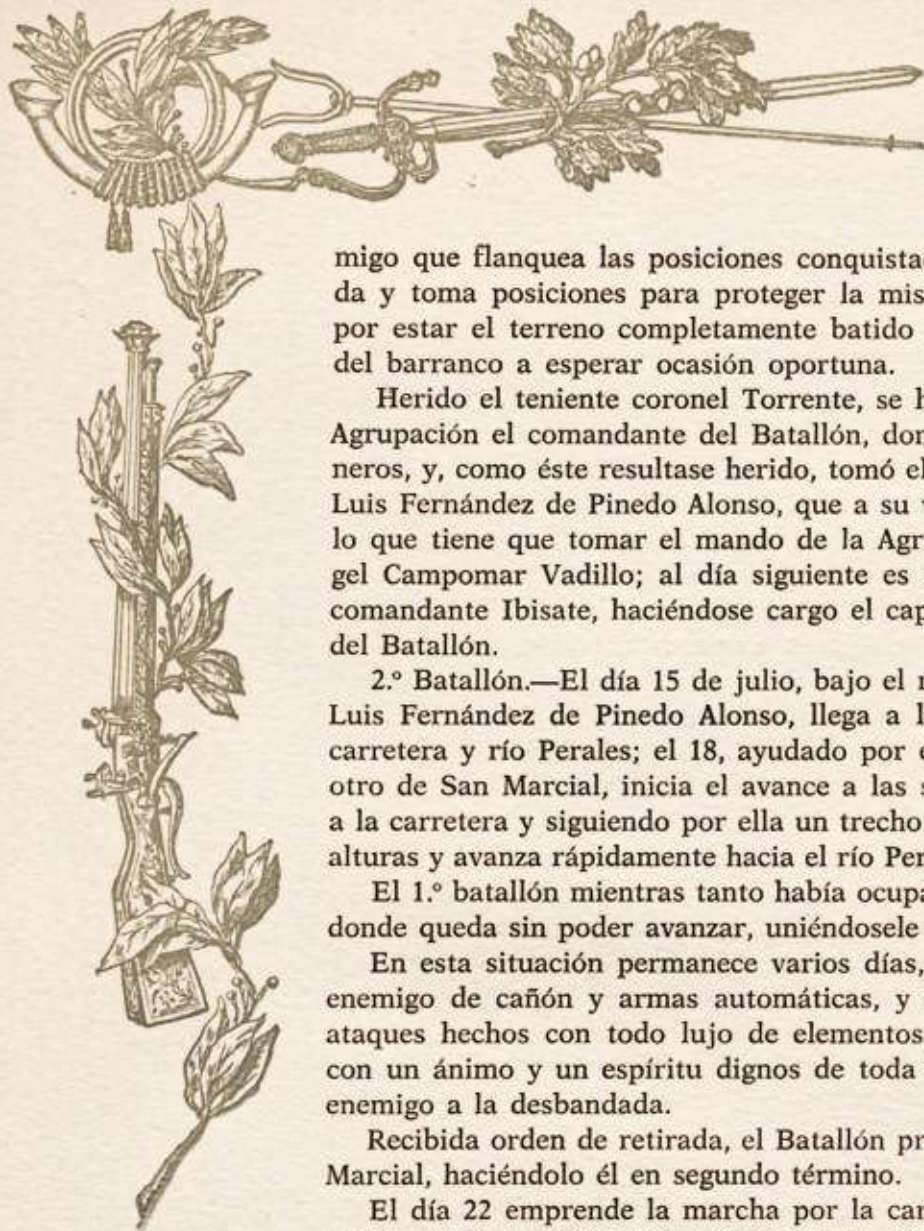 migo que flanquea las posiciones conquista
da y toma posiciones para proteger la mis
por estar el terreno completamente batido
del barranco a esperar ocasión oportuna.
Herido el teniente coronel Torrente, se h
Agrupación el comandante del Batallón, don
neros, y, como éste resultase herido, tomó el
Luis Fernández de Pinedo Alonso, que a su
lo que tiene que tomar el mando de la Agr
gel Campomar Vadillo; al día siguiente es
comandante Ibisate, haciéndose cargo el cap
del Batallón.
2.º Batallón.—El día 15 de julio, bajo el
Luis Fernández de Pinedo Alonso, llega a l
carretera y río Perales; el 18, ayudado por
otro de San Marcial, inicia el avance a las s
a la carretera y siguiendo por ella un trecho
alturas y avanza rápidamente hacia el río Per
El 1.º batallón mientras tanto había ocupa
donde queda sin poder avanzar, uniéndosele
En esta situación permanece varios días,
enemigo de cañón y armas automáticas, y
ataques hechos con todo lujo de elementos
con un ánimo y un espíritu dignos de toda
enemigo a la desbandada.
Recibida orden de retirada, el Batallón pr
Marcial, haciéndolo él en segundo término.
El día 22 emprende la marcha por la car